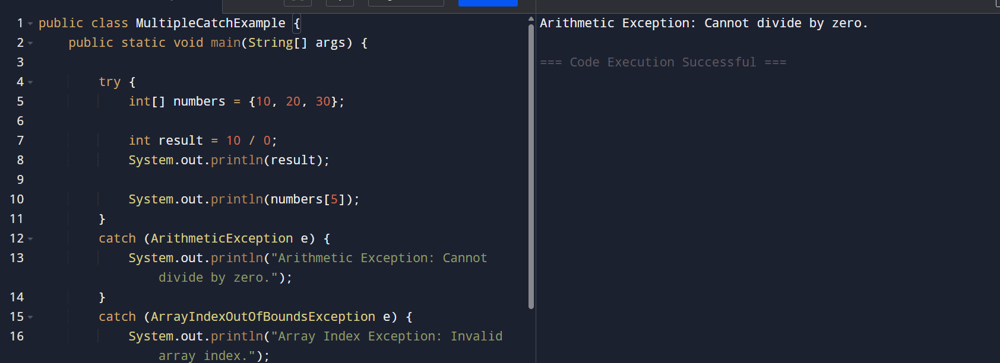 1 public class MultipleCatchExample {
2 public static void main(String[] args) {
3
4 try {
5 int[] numbers = {10, 20, 30};
6
7 int result = 10 / 0;
8 System.out.println(result);
9
10 System.out.println(numbers[5]);
11 }
12 catch (ArithmeticException e) {
13 System.out.println("Arithmetic Exception: Cannot
divide by zero.");
14 }
15 catch (ArrayIndexOutOfBoundsException e) {
16 System.out.println("Array Index Exception: Invalid
array index.");
Arithmetic Exception: Cannot divide by zero.
=== Code Execution Successful ===